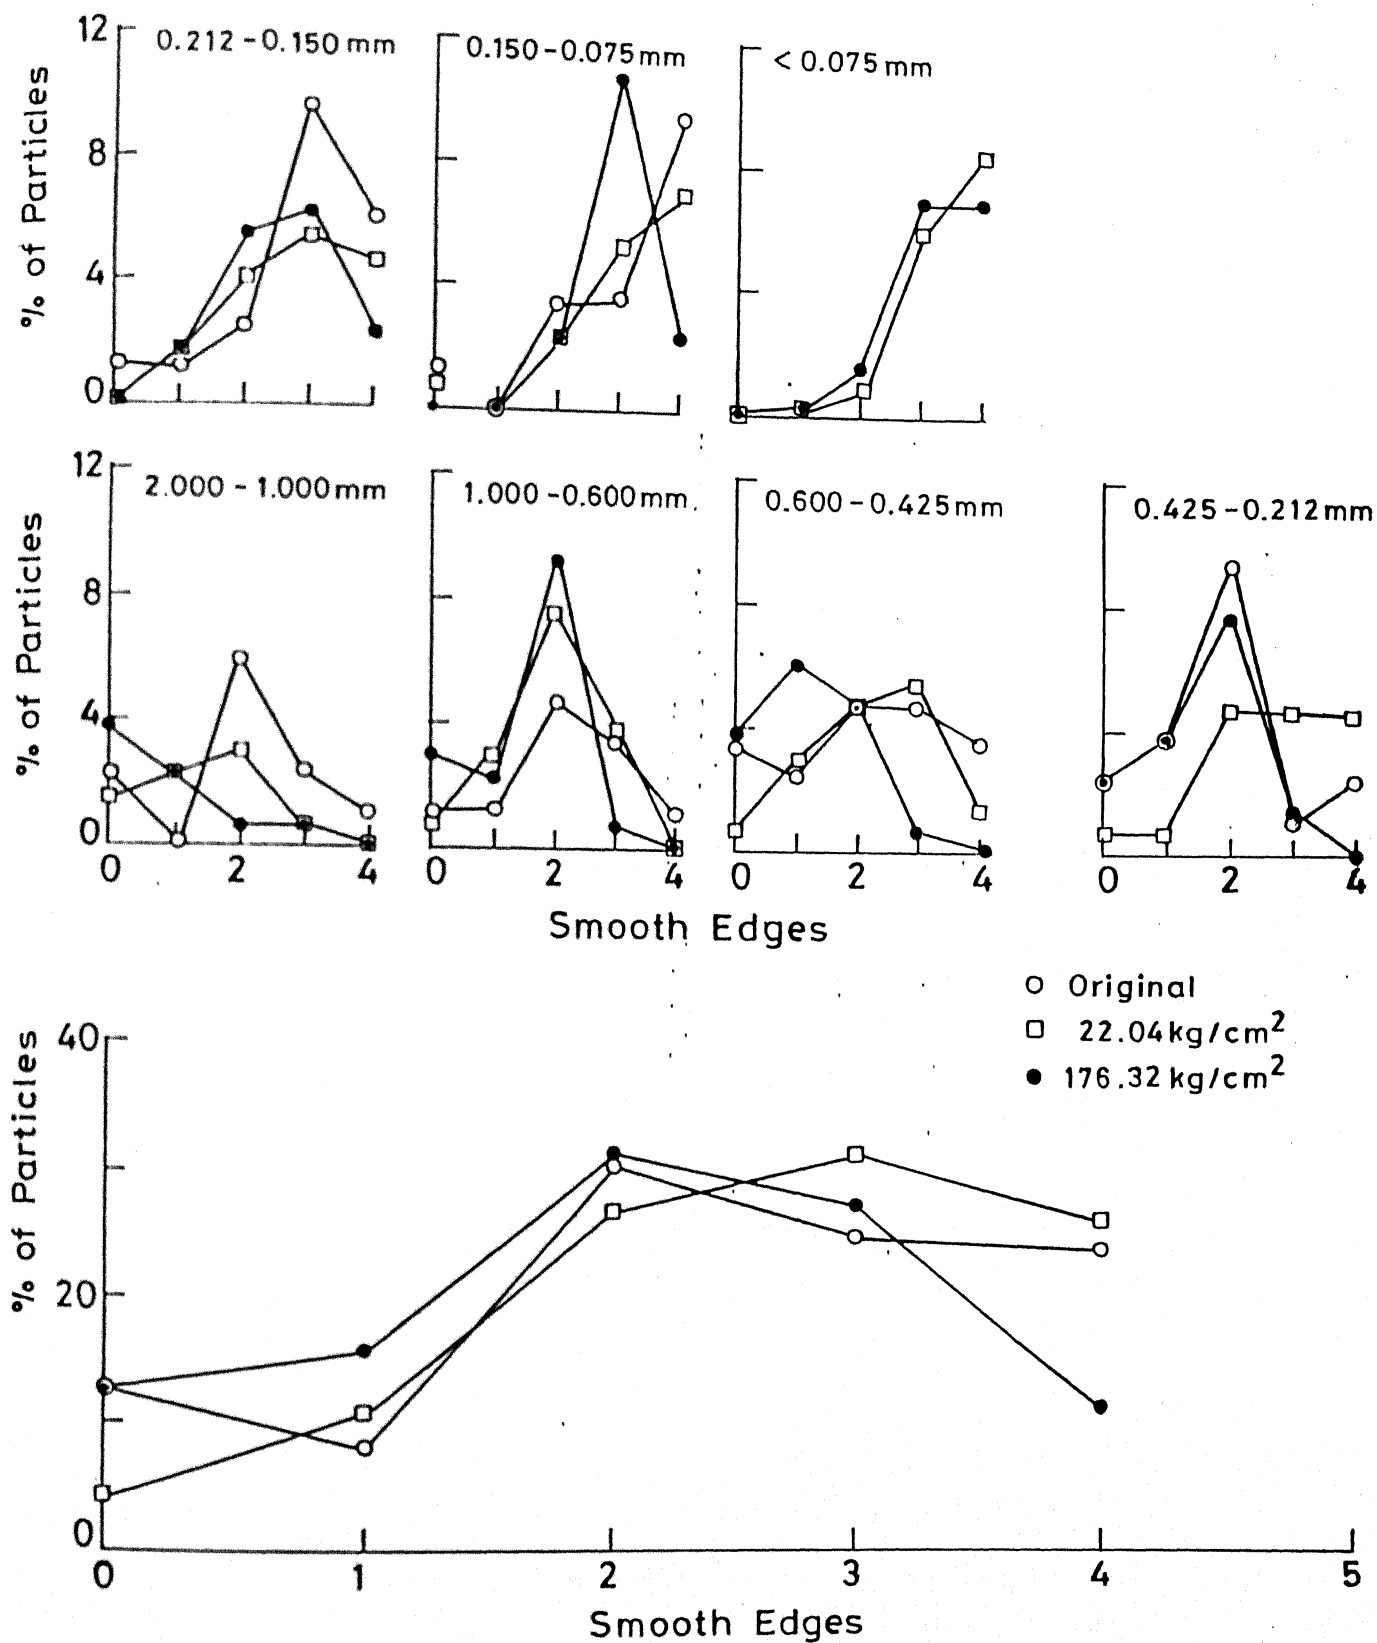 12
8
4
0
% of Particles
0.212 - 0.150 mm
0.150 - 0.075 mm
< 0.075 mm
12
8
4
0
% of Particles
2.000 - 1.000 mm
1.000 - 0.600 mm
0.600 - 0.425 mm
0.425 - 0.212 mm
0 2 4
0 2 4
0 2 4
0 2 4
Smooth Edges
○ Original
□ 22.04 kg/cm²
● 176.32 kg/cm²
40
20
0
% of Particles
0 1 2 3 4 5
Smooth Edges